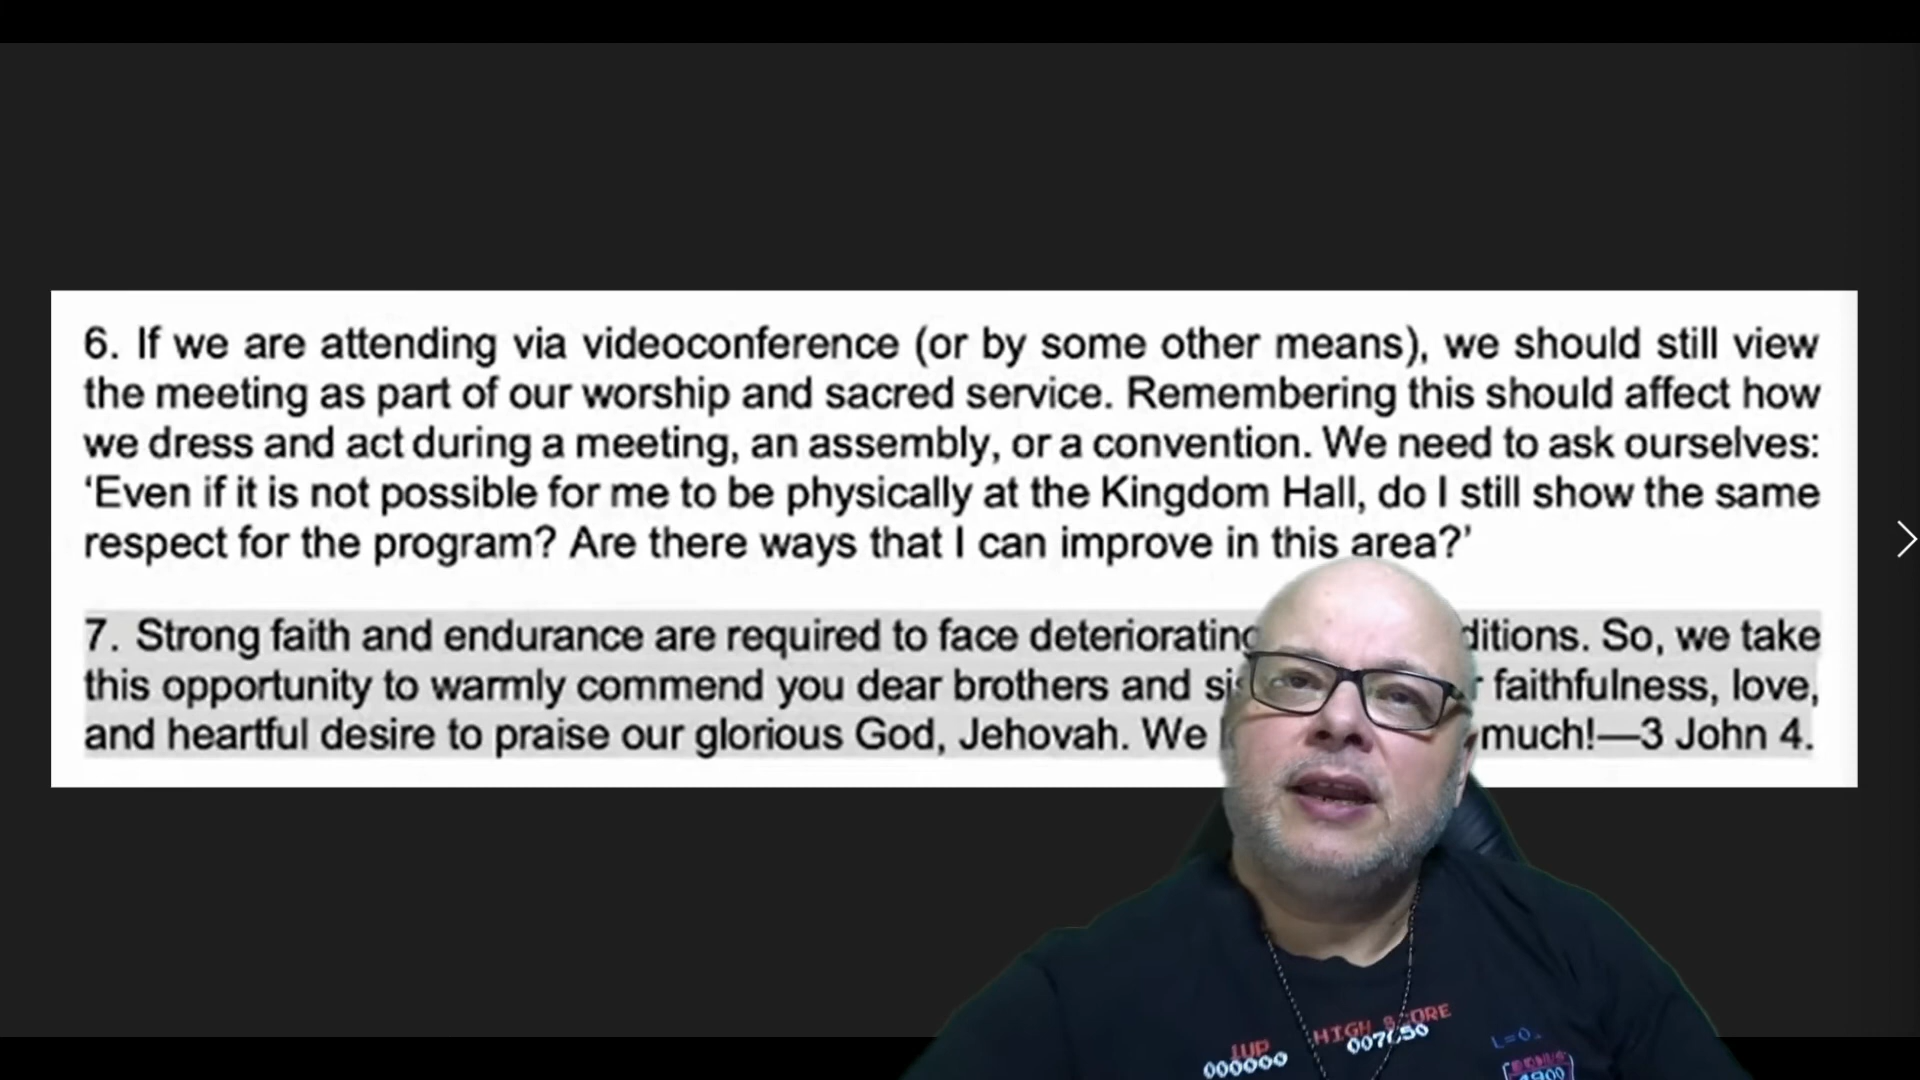 6. If we are attending via videoconference (or by some other means), we should still view
the meeting as part of our worship and sacred service. Remembering this should affect how
we dress and act during a meeting, an assembly, or a convention. We need to ask ourselves:
‘Even if it is not possible for me to be physically at the Kingdom Hall, do I still show the same
respect for the program? Are there ways that I can improve in this area?’
7. Strong faith and endurance are required to face deteriorating ditions. So, we take
this opportunity to warmly commend you dear brothers and faithfulness, love,
and heartful desire to praise our glorious God, Jehovah. We much!—3 John 4.
1UP
000000
HIGH SCORE
L=0
BONUS
4900